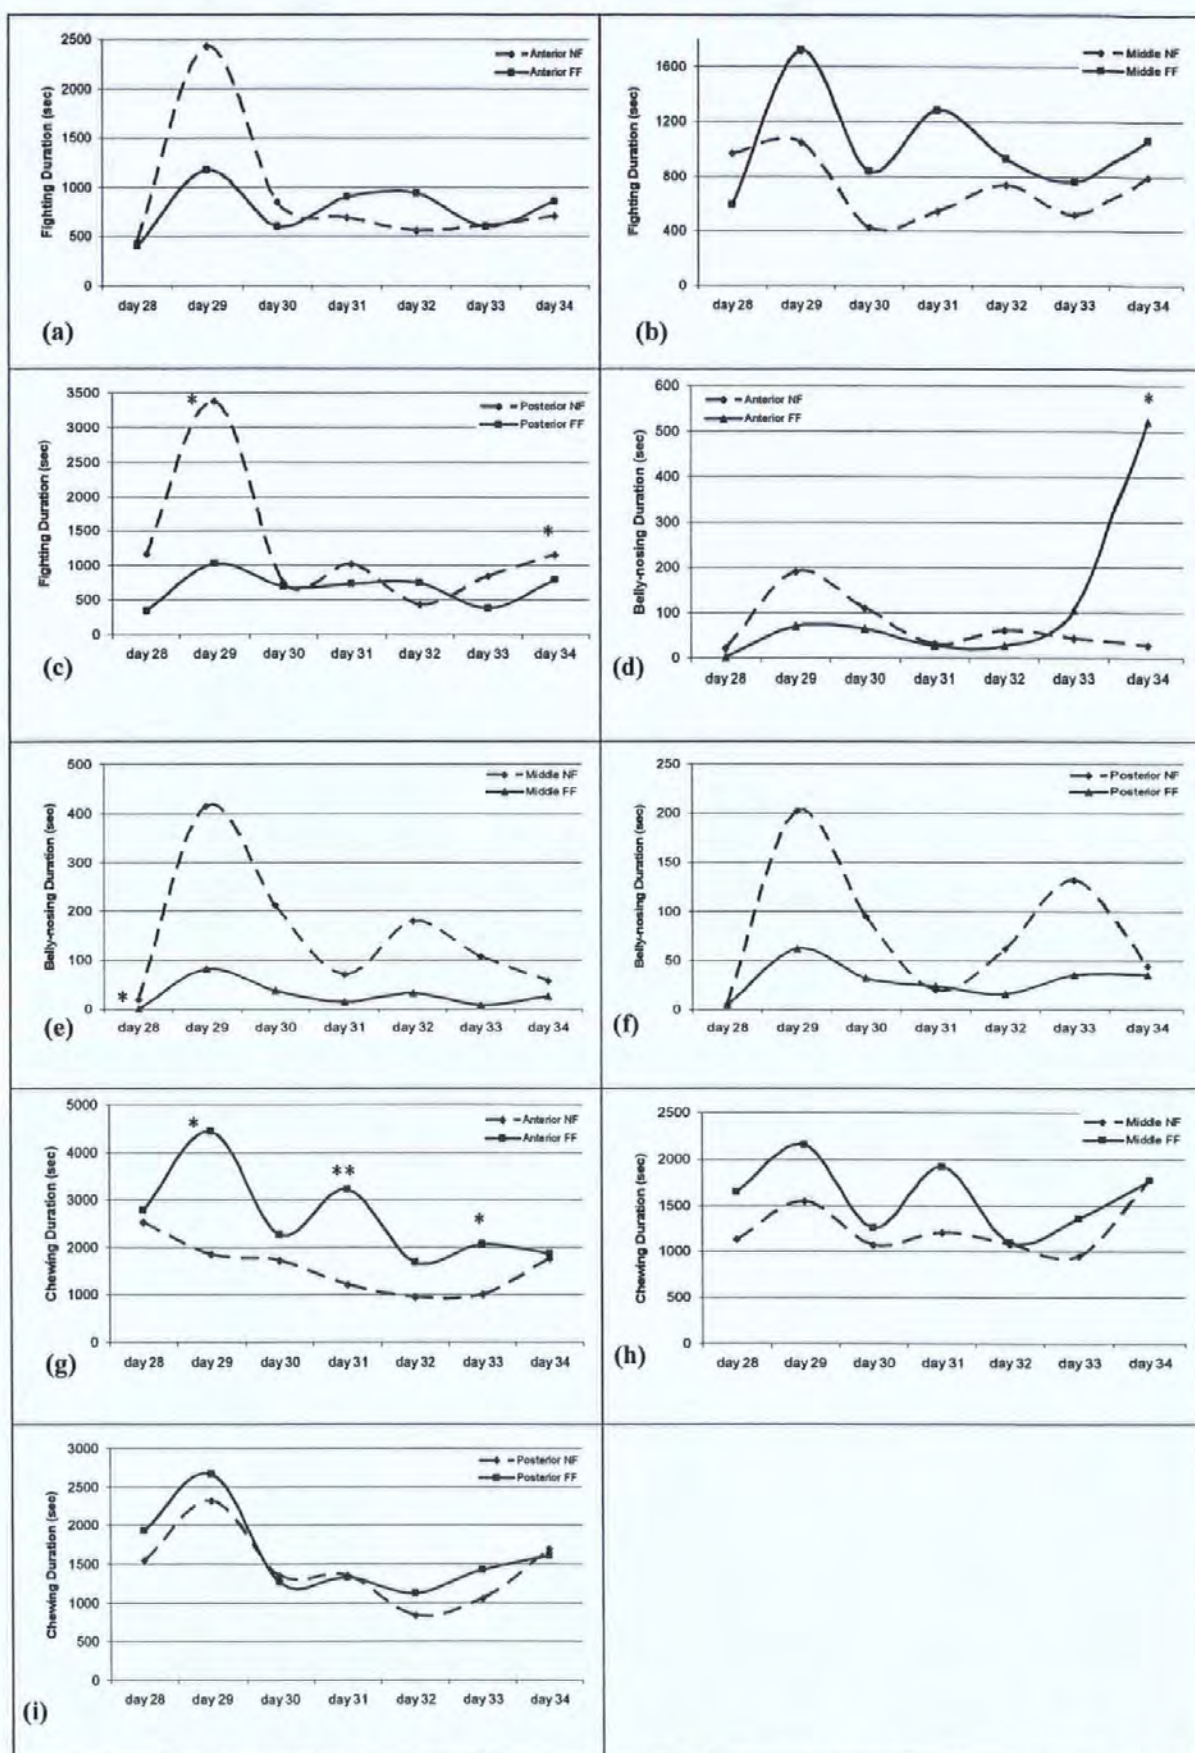 2500
2000
1500
1000
500
0
Fighting Duration (sec)
Anterior NF
Anterior FF
day 28 day 29 day 30 day 31 day 32 day 33 day 34
(a)
1600
1200
800
400
0
Fighting Duration (sec)
Middle NF
Middle FF
day 28 day 29 day 30 day 31 day 32 day 33 day 34
(b)
3500
3000
2500
2000
1500
1000
500
0
Fighting Duration (sec)
Posterior NF
Posterior FF
*
*
day 28 day 29 day 30 day 31 day 32 day 33 day 34
(c)
600
500
400
300
200
100
0
Belly-nosing Duration (sec)
Anterior NF
Anterior FF
*
day 28 day 29 day 30 day 31 day 32 day 33 day 34
(d)
500
400
300
200
100
0
Belly-nosing Duration (sec)
Middle NF
Middle FF
*
day 28 day 29 day 30 day 31 day 32 day 33 day 34
(e)
250
200
150
100
50
0
Belly-nosing Duration (sec)
Posterior NF
Posterior FF
day 28 day 29 day 30 day 31 day 32 day 33 day 34
(f)
5000
4000
3000
2000
1000
0
Chewing Duration (sec)
Anterior NF
Anterior FF
*
**
*
day 28 day 29 day 30 day 31 day 32 day 33 day 34
(g)
2500
2000
1500
1000
500
0
Chewing Duration (sec)
Middle NF
Middle FF
day 28 day 29 day 30 day 31 day 32 day 33 day 34
(h)
3000
2500
2000
1500
1000
500
0
Chewing Duration (sec)
Posterior NF
Posterior FF
day 28 day 29 day 30 day 31 day 32 day 33 day 34
(i)